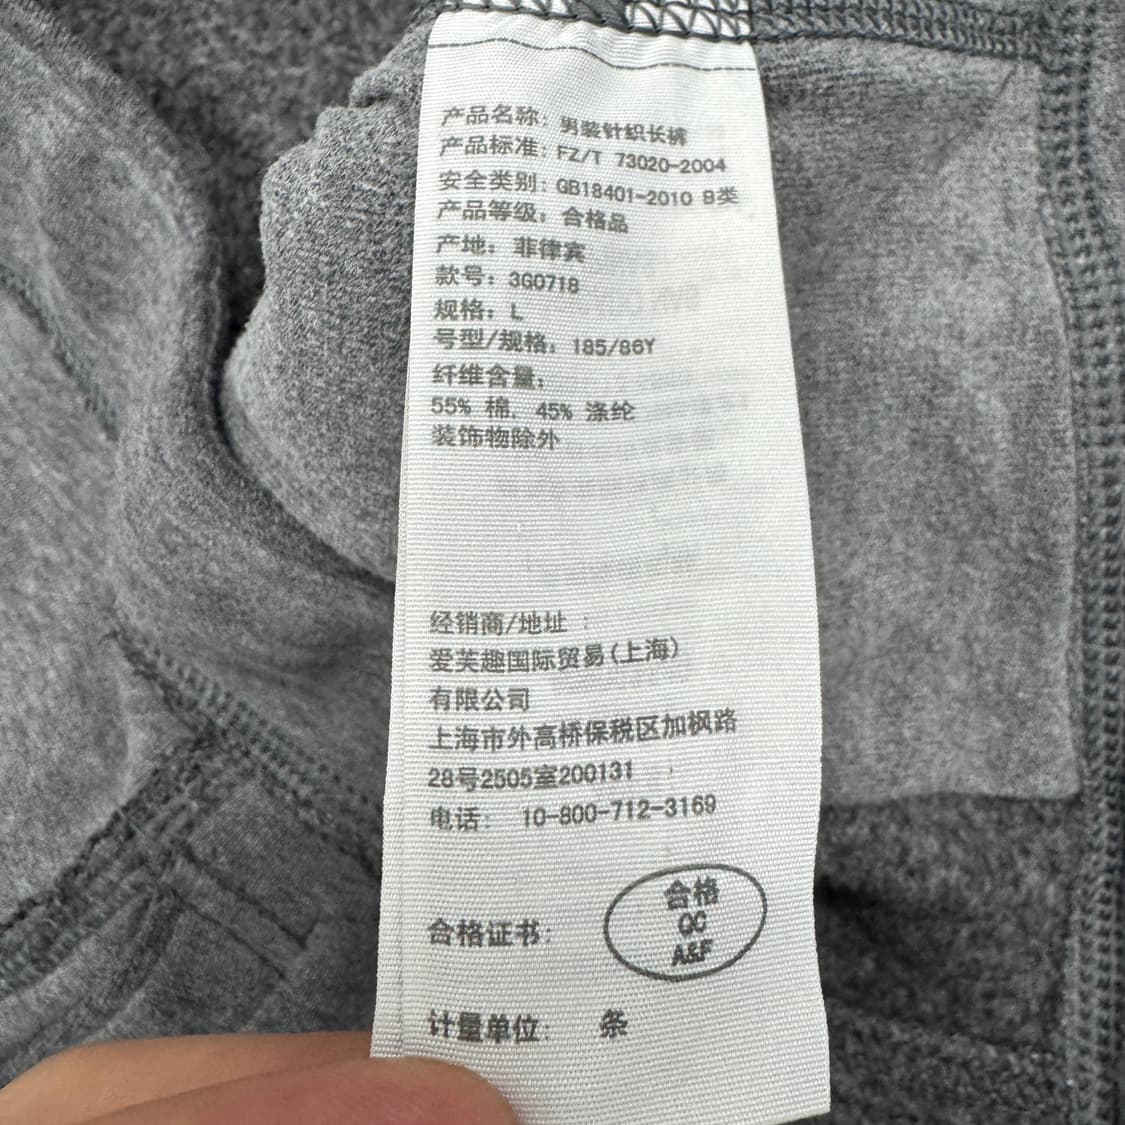 产品名称: 男装针织长裤
产品标准: FZ/T 73020-2004
安全类别: GB18401-2010 B类
产品等级: 合格品
产地: 菲律宾
款号: 3G0718
规格: L
号型/规格: 185/86Y
纤维含量:
55% 棉, 45% 涤纶
装饰物除外
经销商/地址 :
爱芙趣国际贸易(上海)
有限公司
上海市外高桥保税区加枫路
28号2505室200131
电话: 10-800-712-3169
合格证书:
合格
QC
A&F
计量单位: 条